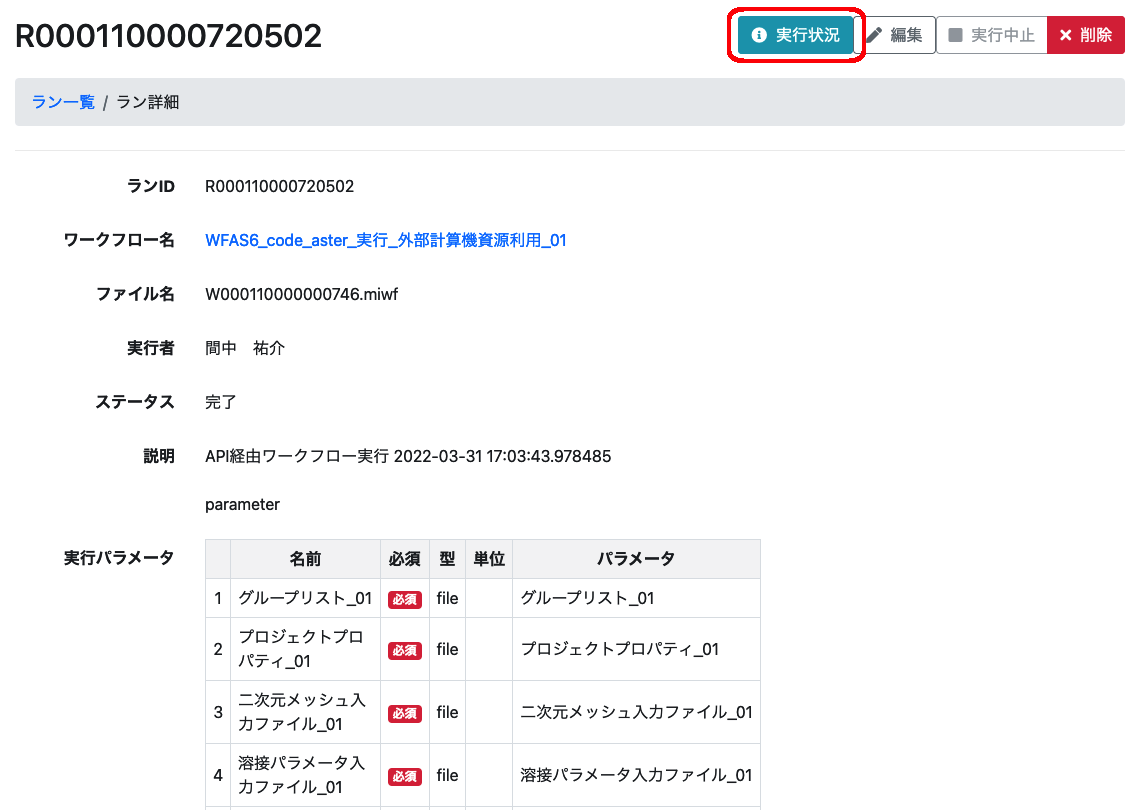 R000110000720502
実行状況 編集 実行中止 削除
ラン一覧 / ラン詳細
ランID R000110000720502
ワークフロー名 WFAS6_code_aster_実行_外部計算機資源利用_01
ファイル名 W000110000000746.miwf
実行者 間中　祐介
ステータス 完了
説明 API経由ワークフロー実行 2022-03-31 17:03:43.978485
parameter
実行パラメータ
名前 必須 型 単位 パラメータ
1 グループリスト_01 必須 file グループリスト_01
2 プロジェクトプロ
パティ_01 必須 file プロジェクトプロパティ_01
3 二次元メッシュ入
力ファイル_01 必須 file 二次元メッシュ入力ファイル_01
4 溶接パラメータ入
力ファイル_01 必須 file 溶接パラメータ入力ファイル_01